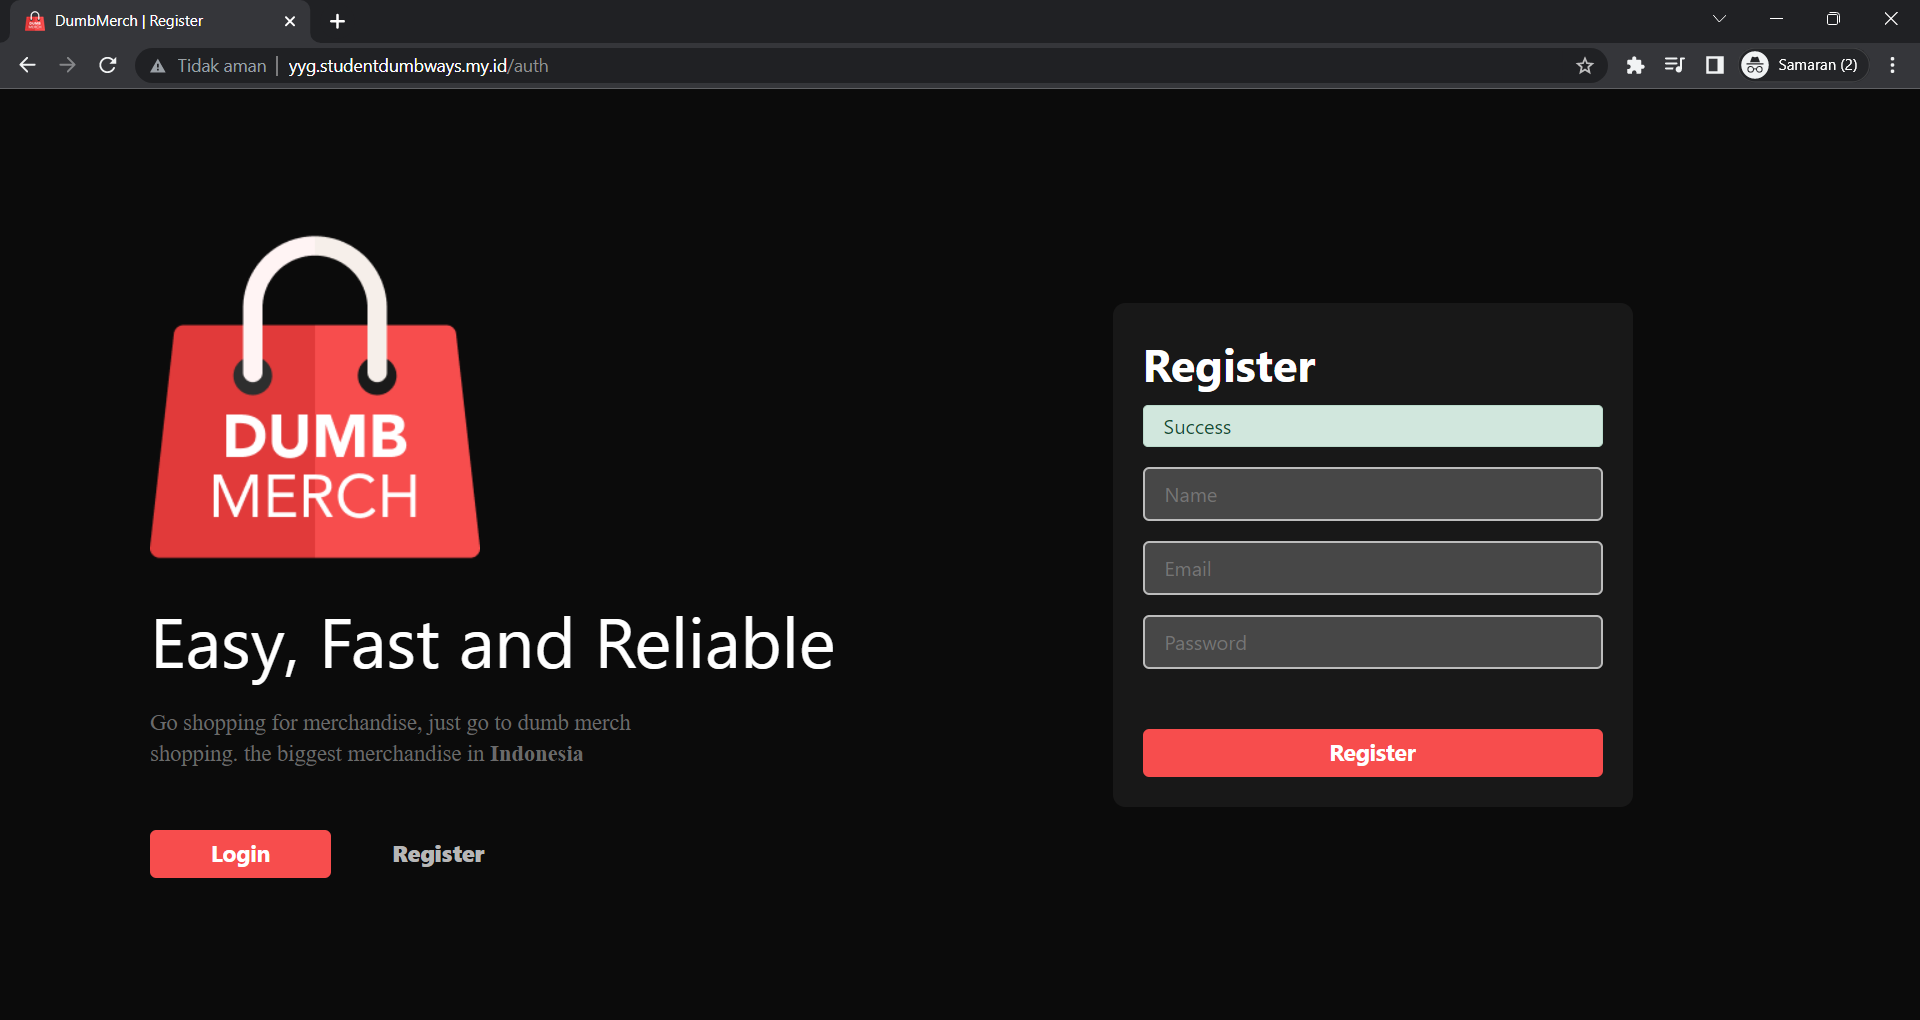 DumbMerch | Register
Tidak aman
yyg.studentdumbways.my.id/auth
Samaran (2)
DUMB
MERCH
Easy, Fast and Reliable
Go shopping for merchandise, just go to dumb merch
shopping. the biggest merchandise in Indonesia
Login
Register
Register
Success
Name
Email
Password
Register